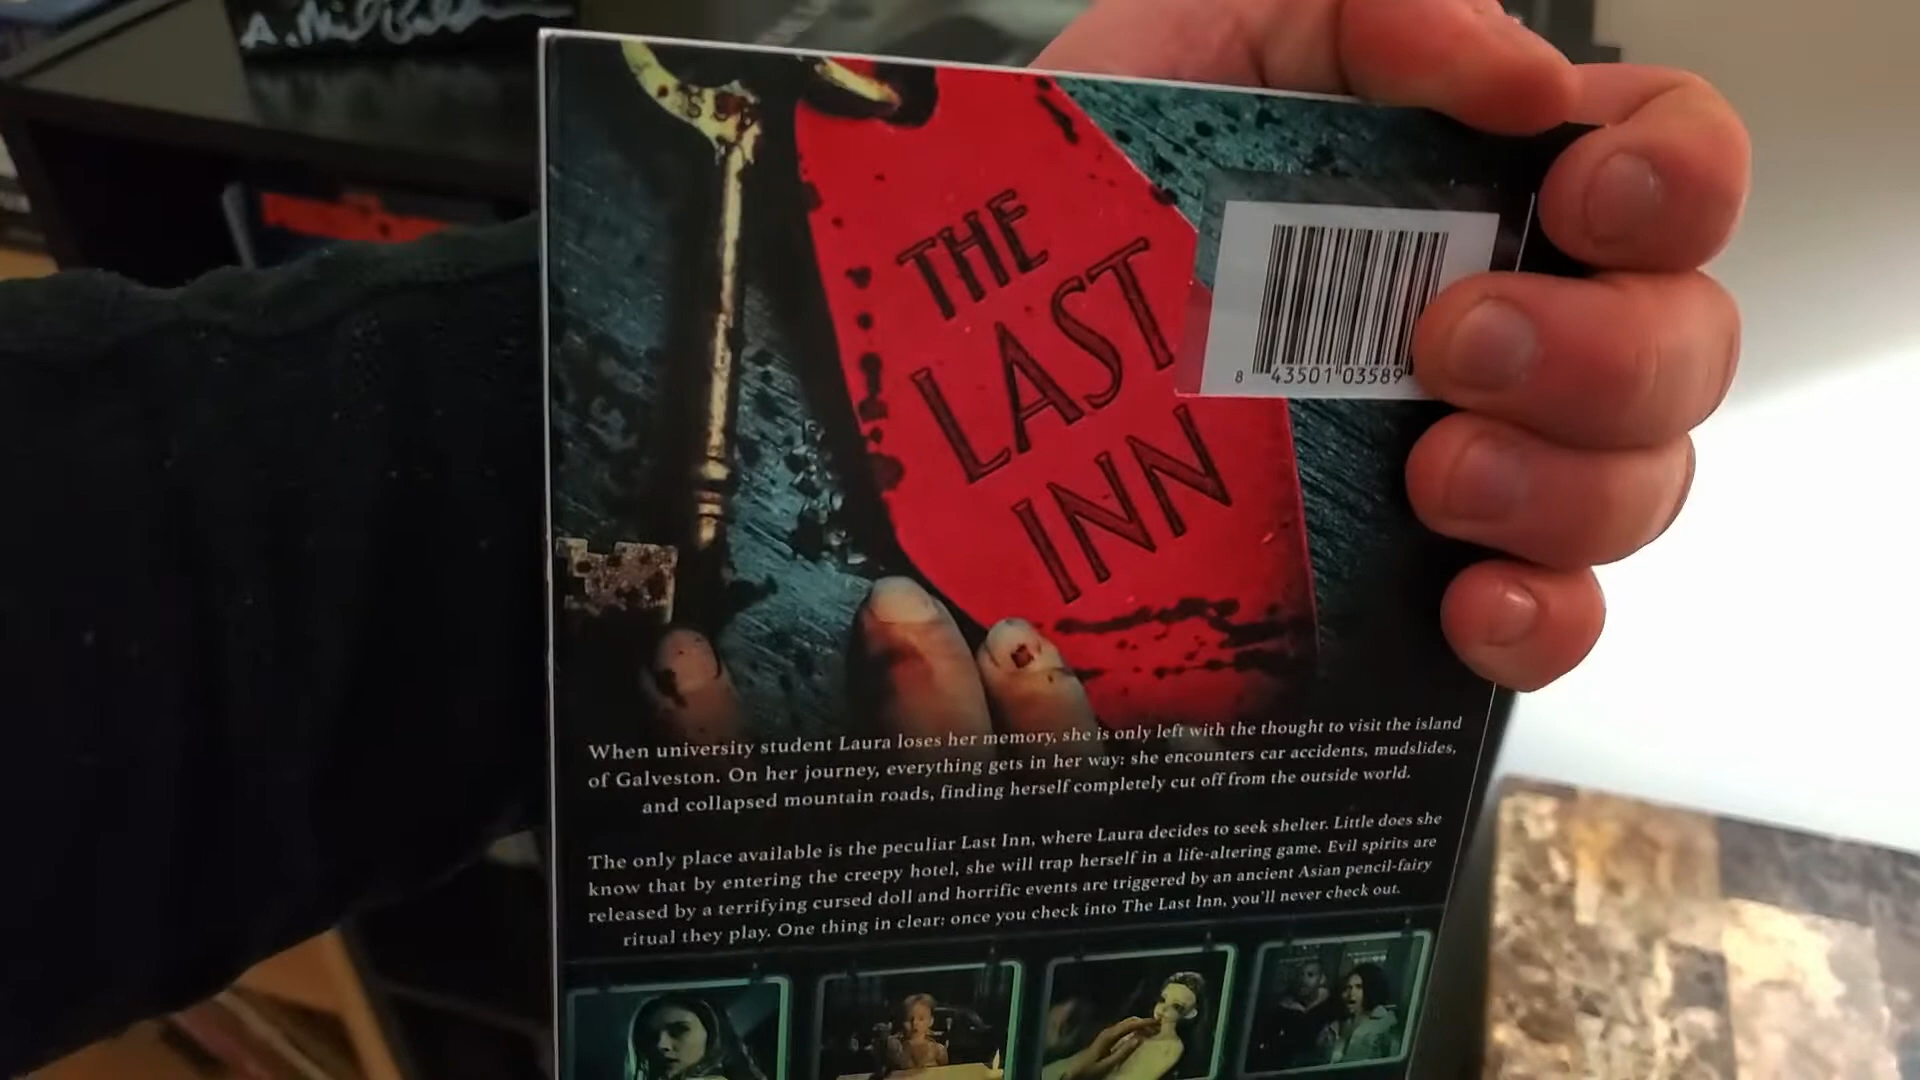 THE
LAST
INN
8 43501 03589
When university student Laura loses her memory, she is only left with the thought to visit the island
of Galveston. On her journey, everything gets in her way: she encounters car accidents, mudslides,
and collapsed mountain roads, finding herself completely cut off from the outside world.
The only place available is the peculiar Last Inn, where Laura decides to seek shelter. Little does she
know that by entering the creepy hotel, she will trap herself in a life-altering game. Evil spirits are
released by a terrifying cursed doll and horrific events are triggered by an ancient Asian pencil-fairy
ritual they play. One thing in clear: once you check into The Last Inn, you'll never check out.